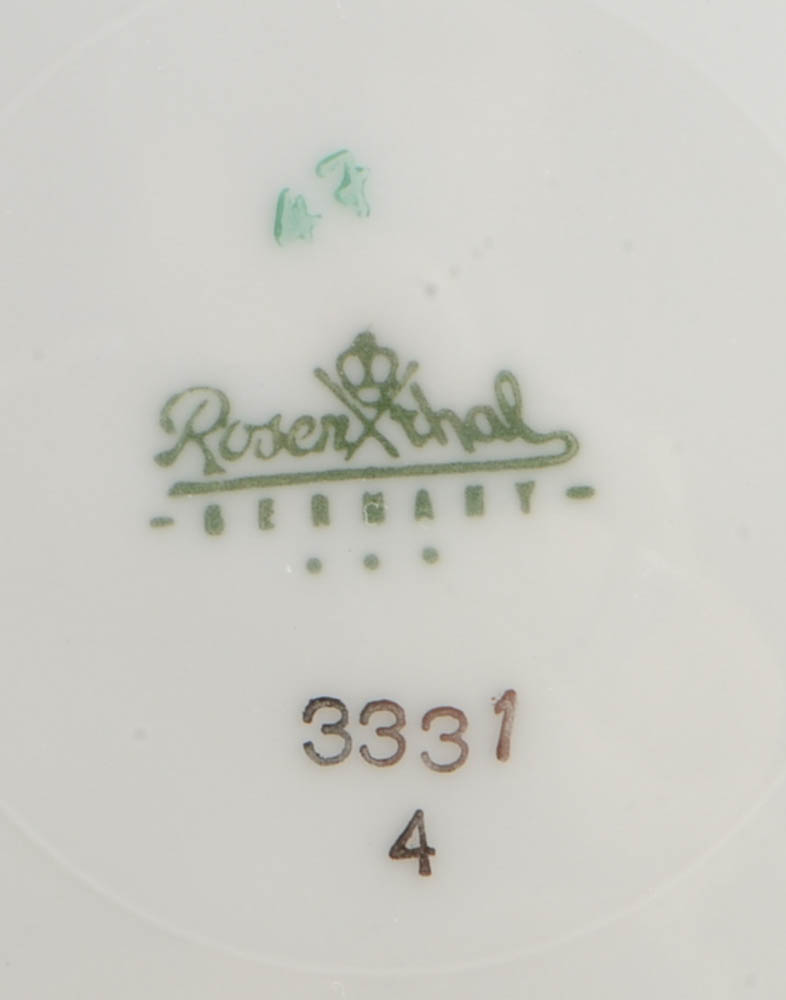 Rosenthal
- GERMANY -
3331
4